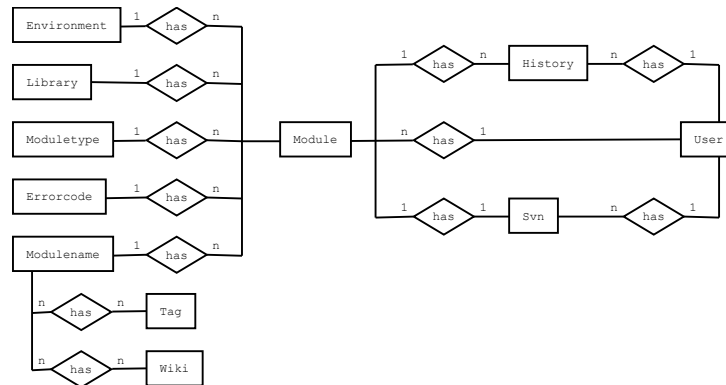 Environment 1 has n
Library 1 has n
Moduletype 1 has n
Errorcode 1 has n
Modulename 1 has n
n has n Tag
n has n Wiki
Module
1 has n History n has 1
n has 1 User
1 has 1 Svn n has 1